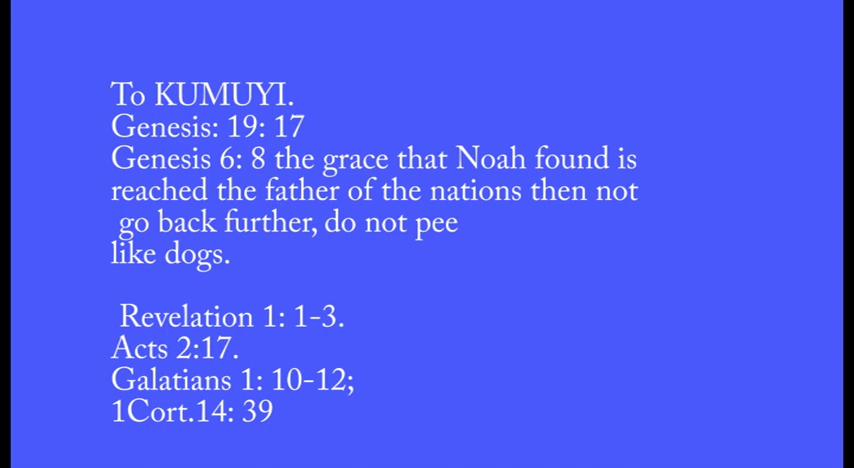 To KUMUYI.
Genesis: 19: 17
Genesis 6: 8 the grace that Noah found is
reached the father of the nations then not
go back further, do not pee
like dogs.
Revelation 1: 1-3.
Acts 2:17.
Galatians 1: 10-12;
1Cort.14: 39